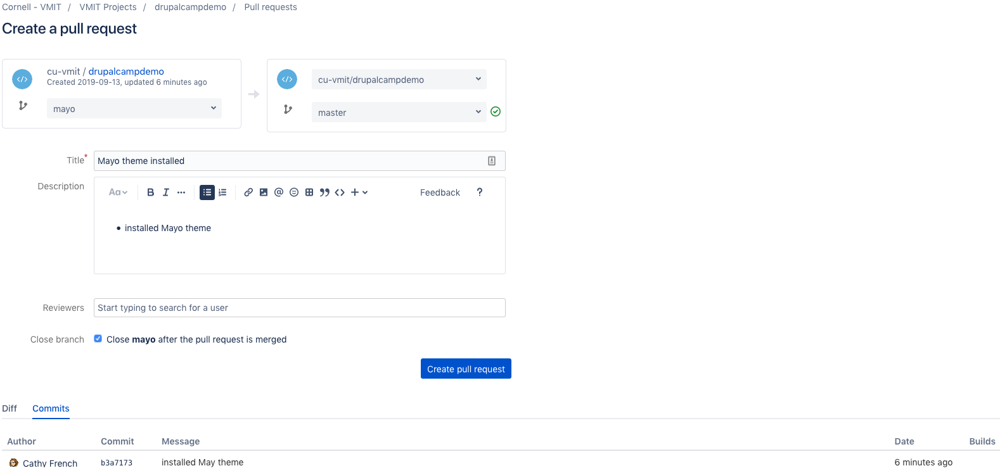 Cornell - VMIT / VMIT Projects / drupalcampdemo / Pull requests
Create a pull request
cu-vmit / drupalcampdemo
Created 2019-09-13, updated 6 minutes ago
mayo
cu-vmit/drupalcampdemo
master
Title*
Mayo theme installed
Description
Aa B I ... @ + Feedback ?
• installed Mayo theme
Reviewers
Start typing to search for a user
Close branch
Close mayo after the pull request is merged
Create pull request
Diff Commits
Author Commit Message Date Builds
Cathy French b3a7173 installed May theme 6 minutes ago